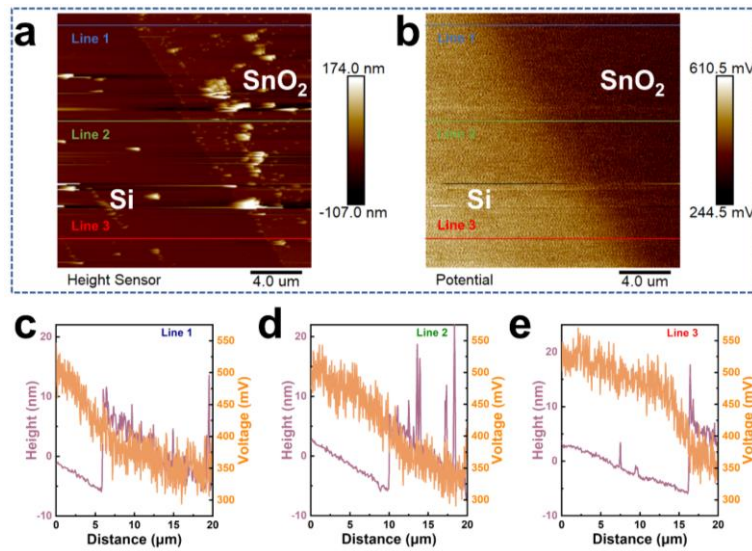 a
Line 1
SnO₂
Line 2
Si
Line 3
Height Sensor
4.0 um
174.0 nm
-107.0 nm
b
Line 1
SnO₂
Line 2
Si
Line 3
Potential
4.0 um
610.5 mV
244.5 mV
c
Line 1
Height (nm)
20
10
0
-10
0 5 10 15 20
Distance (μm)
550
500
450
400
350
300
Voltage (mV)
d
Line 2
Height (nm)
20
10
0
-10
0 5 10 15 20
Distance (μm)
550
500
450
400
350
300
Voltage (mV)
e
Line 3
Height (nm)
20
10
0
-10
0 5 10 15 20
Distance (μm)
550
500
450
400
350
300
Voltage (mV)